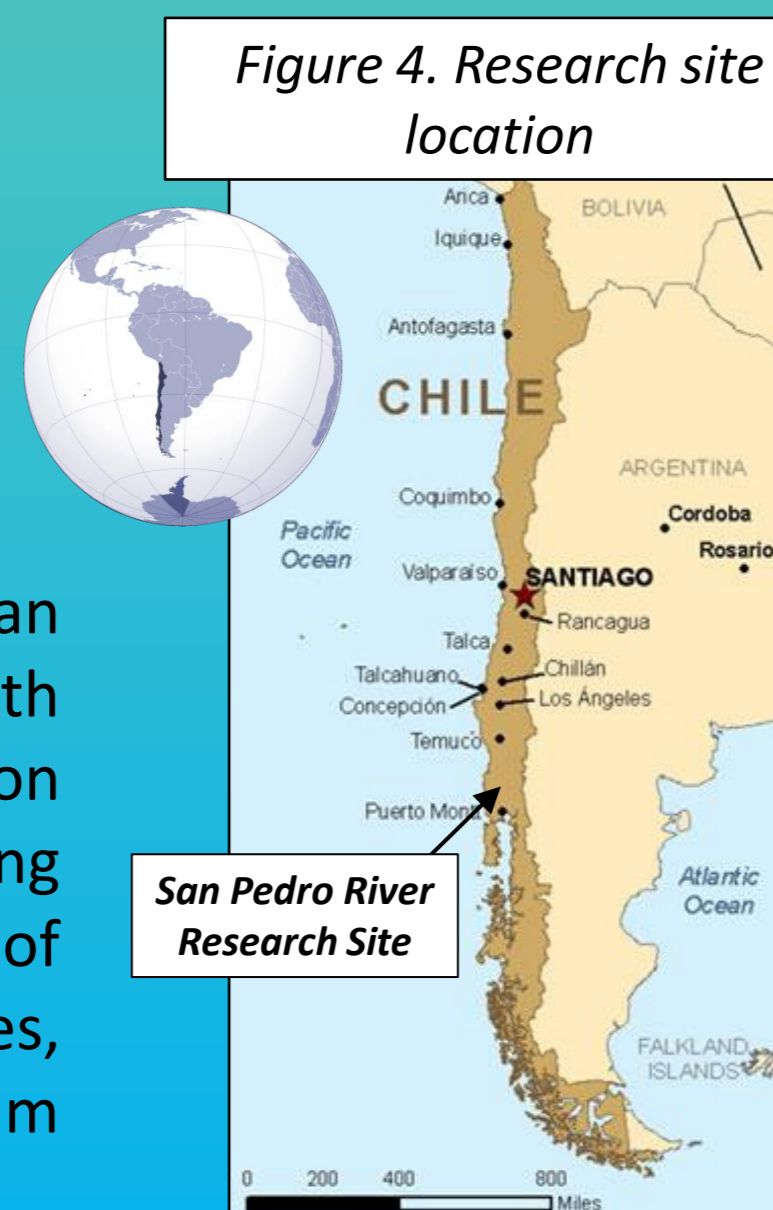 Figure 4. Research site
location
Arica
BOLIVIA
Iquique
Antofagasta
CHILE
ARGENTINA
Coquimbo
Cordoba
Pacific
Ocean
Rosario
Valparaíso
SANTIAGO
Rancagua
Talca
Talcahuano
Chillán
Concepción
Los Ángeles
Temuco
Puerto Montt
San Pedro River
Research Site
Atlantic
Ocean
FALKLAND
ISLANDS
0 200 400 800
Miles
an
th
on
ng
of
es,
m